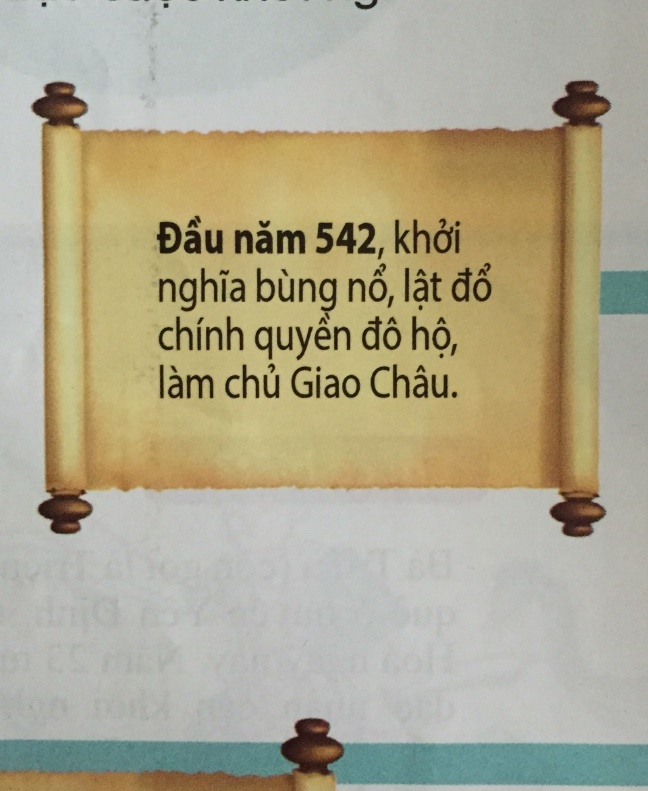 Đầu năm 542, khởi
nghĩa bùng nổ, lật đổ
chính quyền đô hộ,
làm chủ Giao Châu.